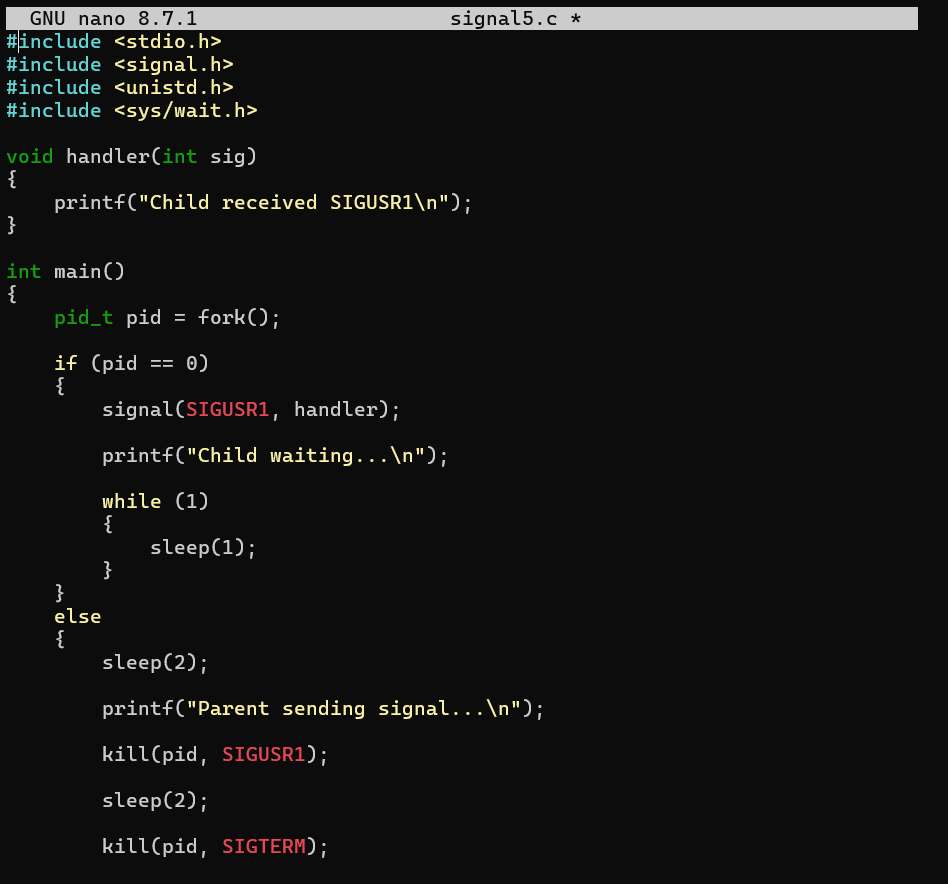 GNU nano 8.7.1 signal5.c *
#include <stdio.h>
#include <signal.h>
#include <unistd.h>
#include <sys/wait.h>
void handler(int sig)
{
    printf("Child received SIGUSR1\n");
}
int main()
{
    pid_t pid = fork();
    if (pid == 0)
    {
        signal(SIGUSR1, handler);
        printf("Child waiting...\n");
        while (1)
        {
            sleep(1);
        }
    }
    else
    {
        sleep(2);
        printf("Parent sending signal...\n");
        kill(pid, SIGUSR1);
        sleep(2);
        kill(pid, SIGTERM);